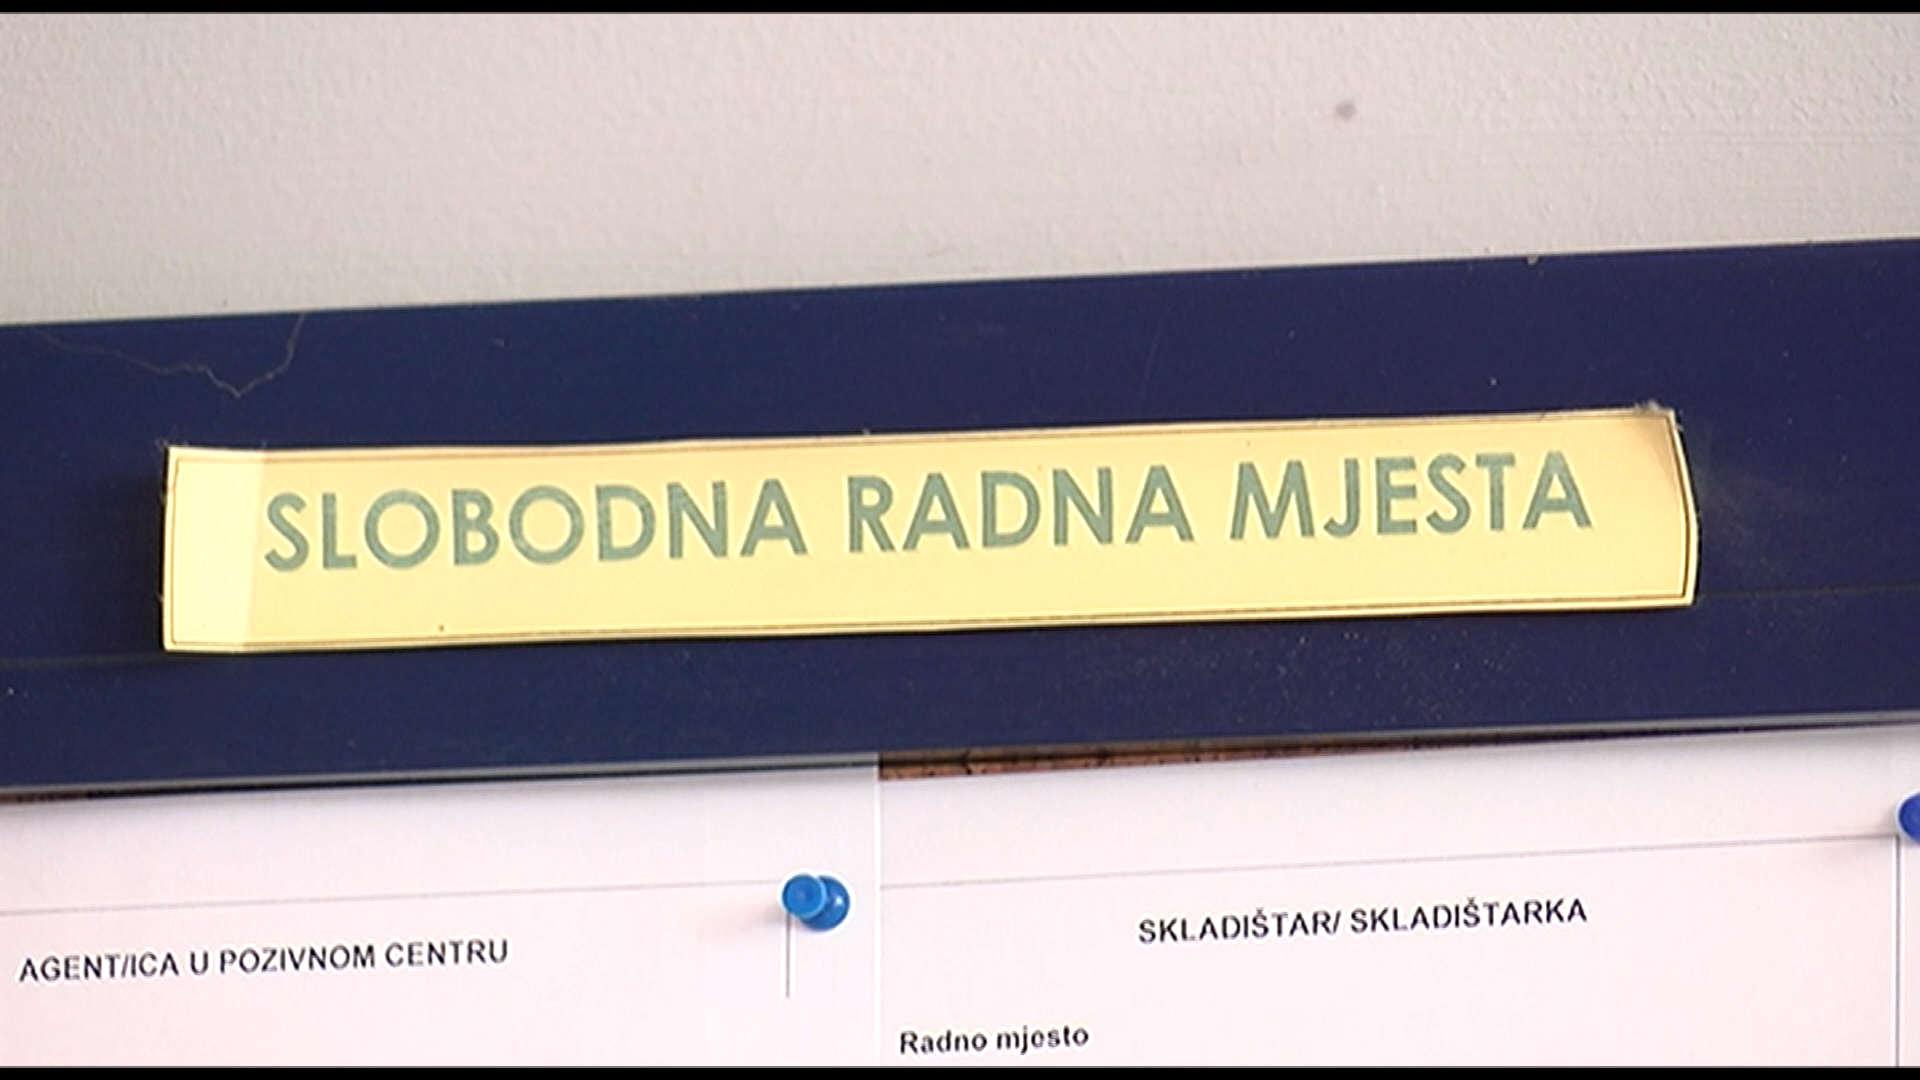 SLOBODNA RADNA MJESTA
AGENT/ICA U POZIVNOM CENTRU
SKLADIŠTAR/ SKLADIŠTARKA
Radno mjesto